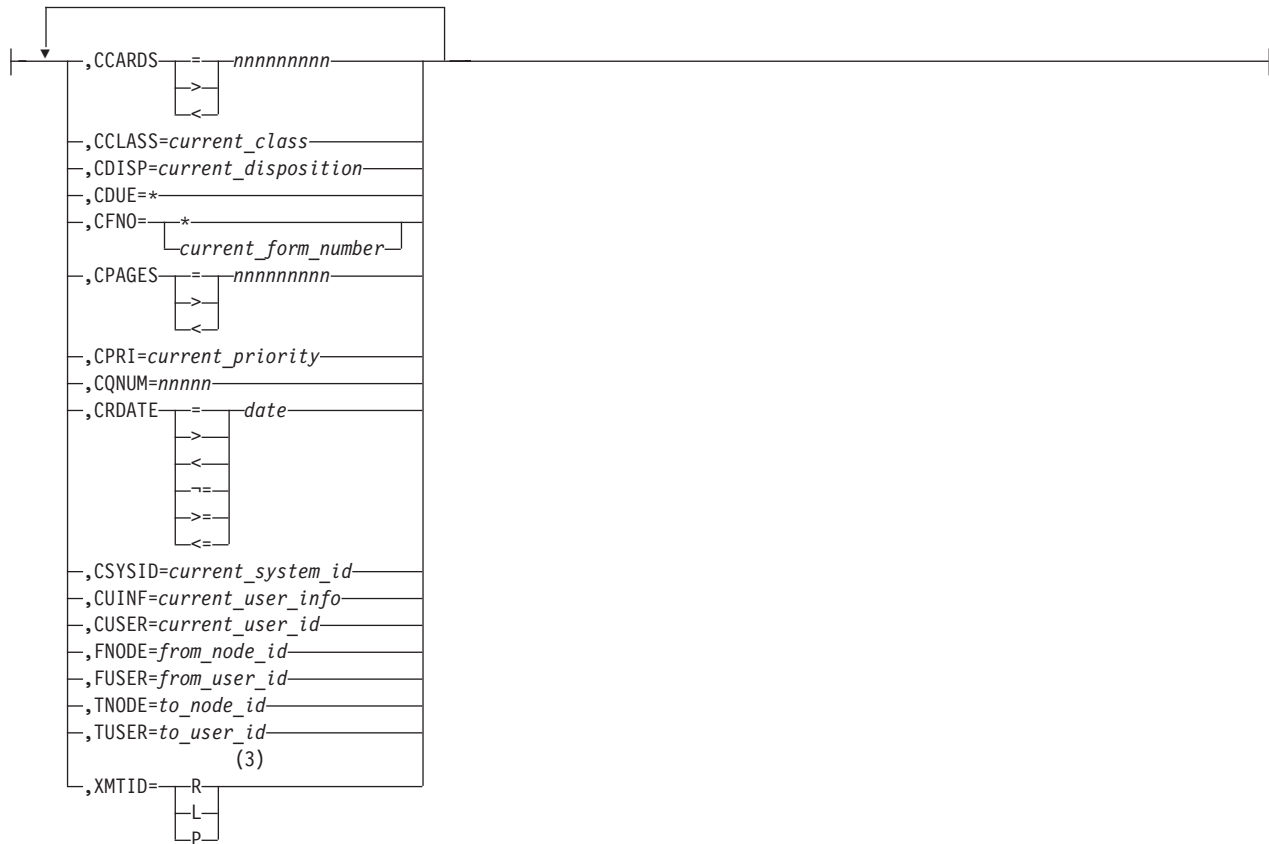 ,CCARDS = nnnnnnnnn
>
<
,CCLASS=current_class
,CDISP=current_disposition
,CDUE=*
,CFNO= *
current_form_number
,CPAGES = nnnnnnnnn
>
<
,CPRI=current_priority
,CQNUM=nnnnn
,CRDATE = date
>
<
¬=
>=
<=
,CSYSID=current_system_id
,CUINF=current_user_info
,CUSER=current_user_id
,FNODE=from_node_id
,FUSER=from_user_id
,TNODE=to_node_id
,TUSER=to_user_id
(3)
,XMTID= R
L
P